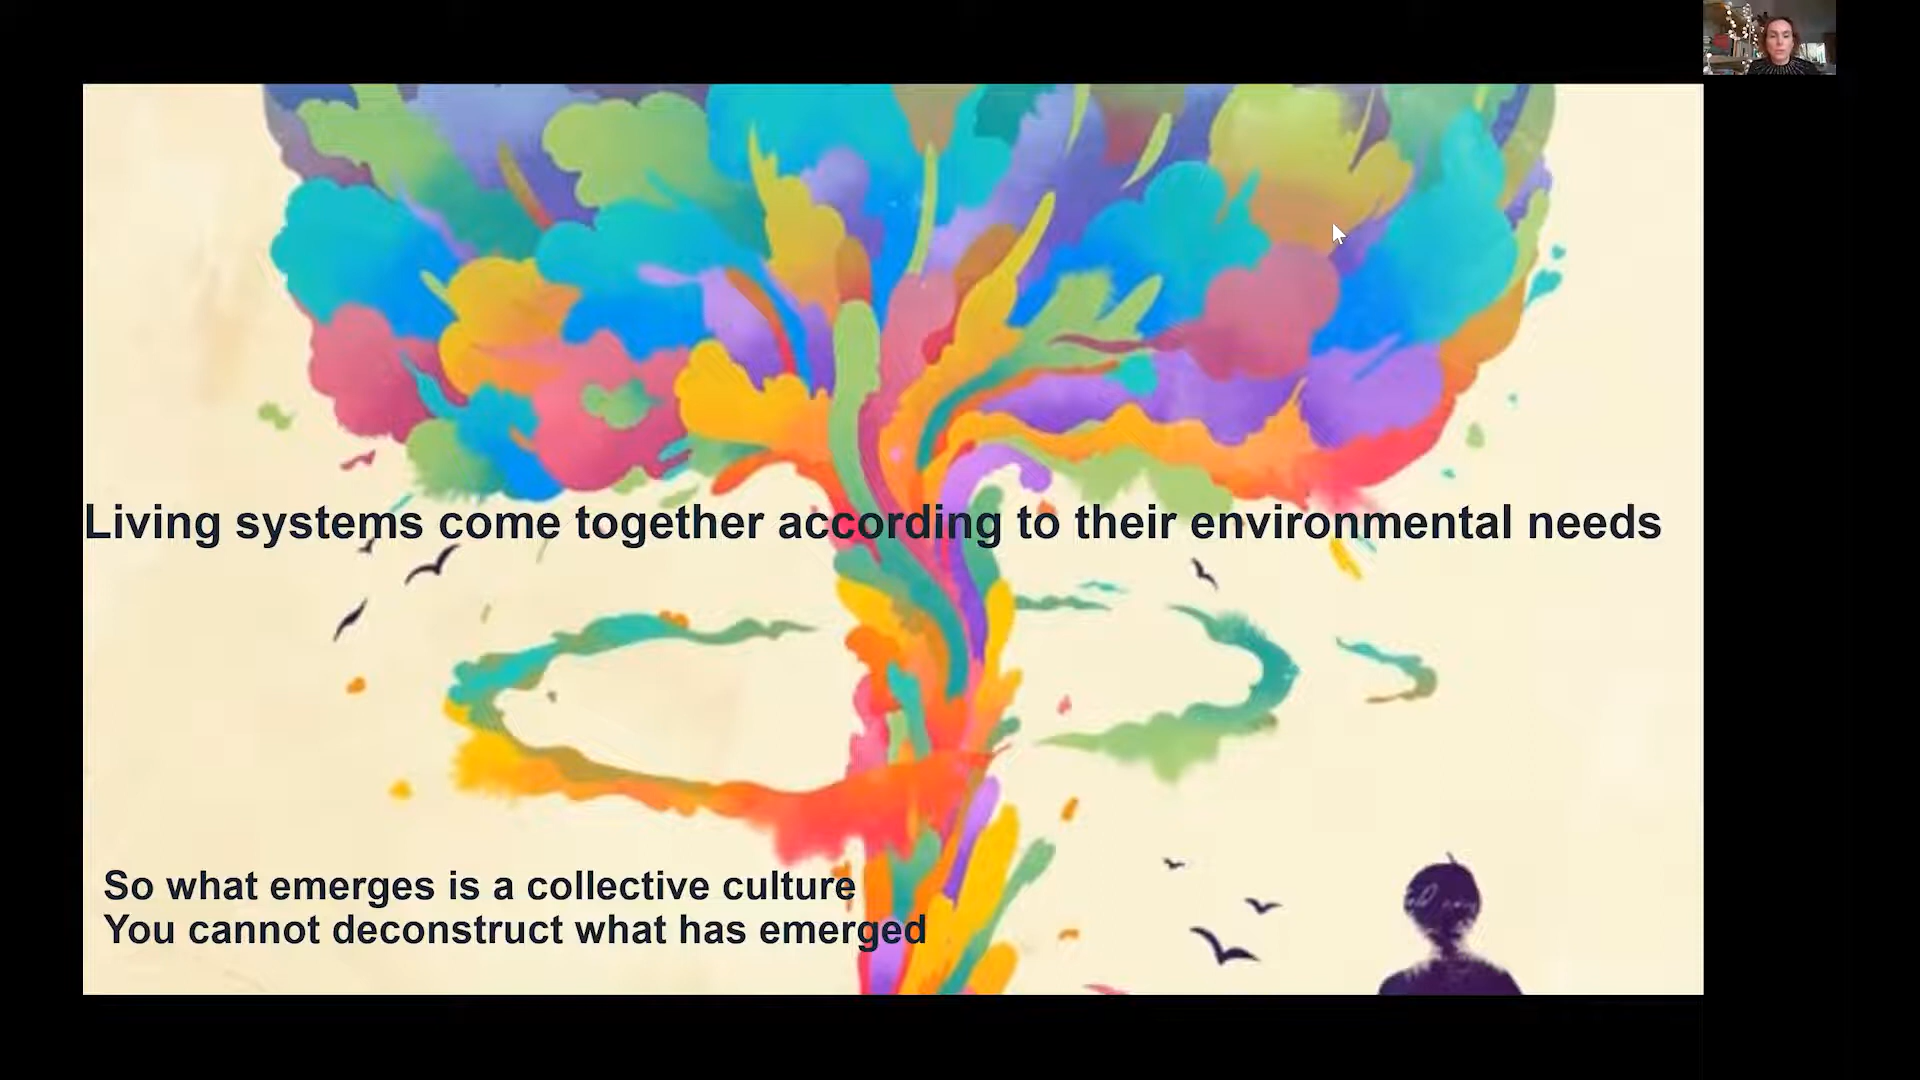 Living systems come together according to their environmental needs
So what emerges is a collective culture
You cannot deconstruct what has emerged